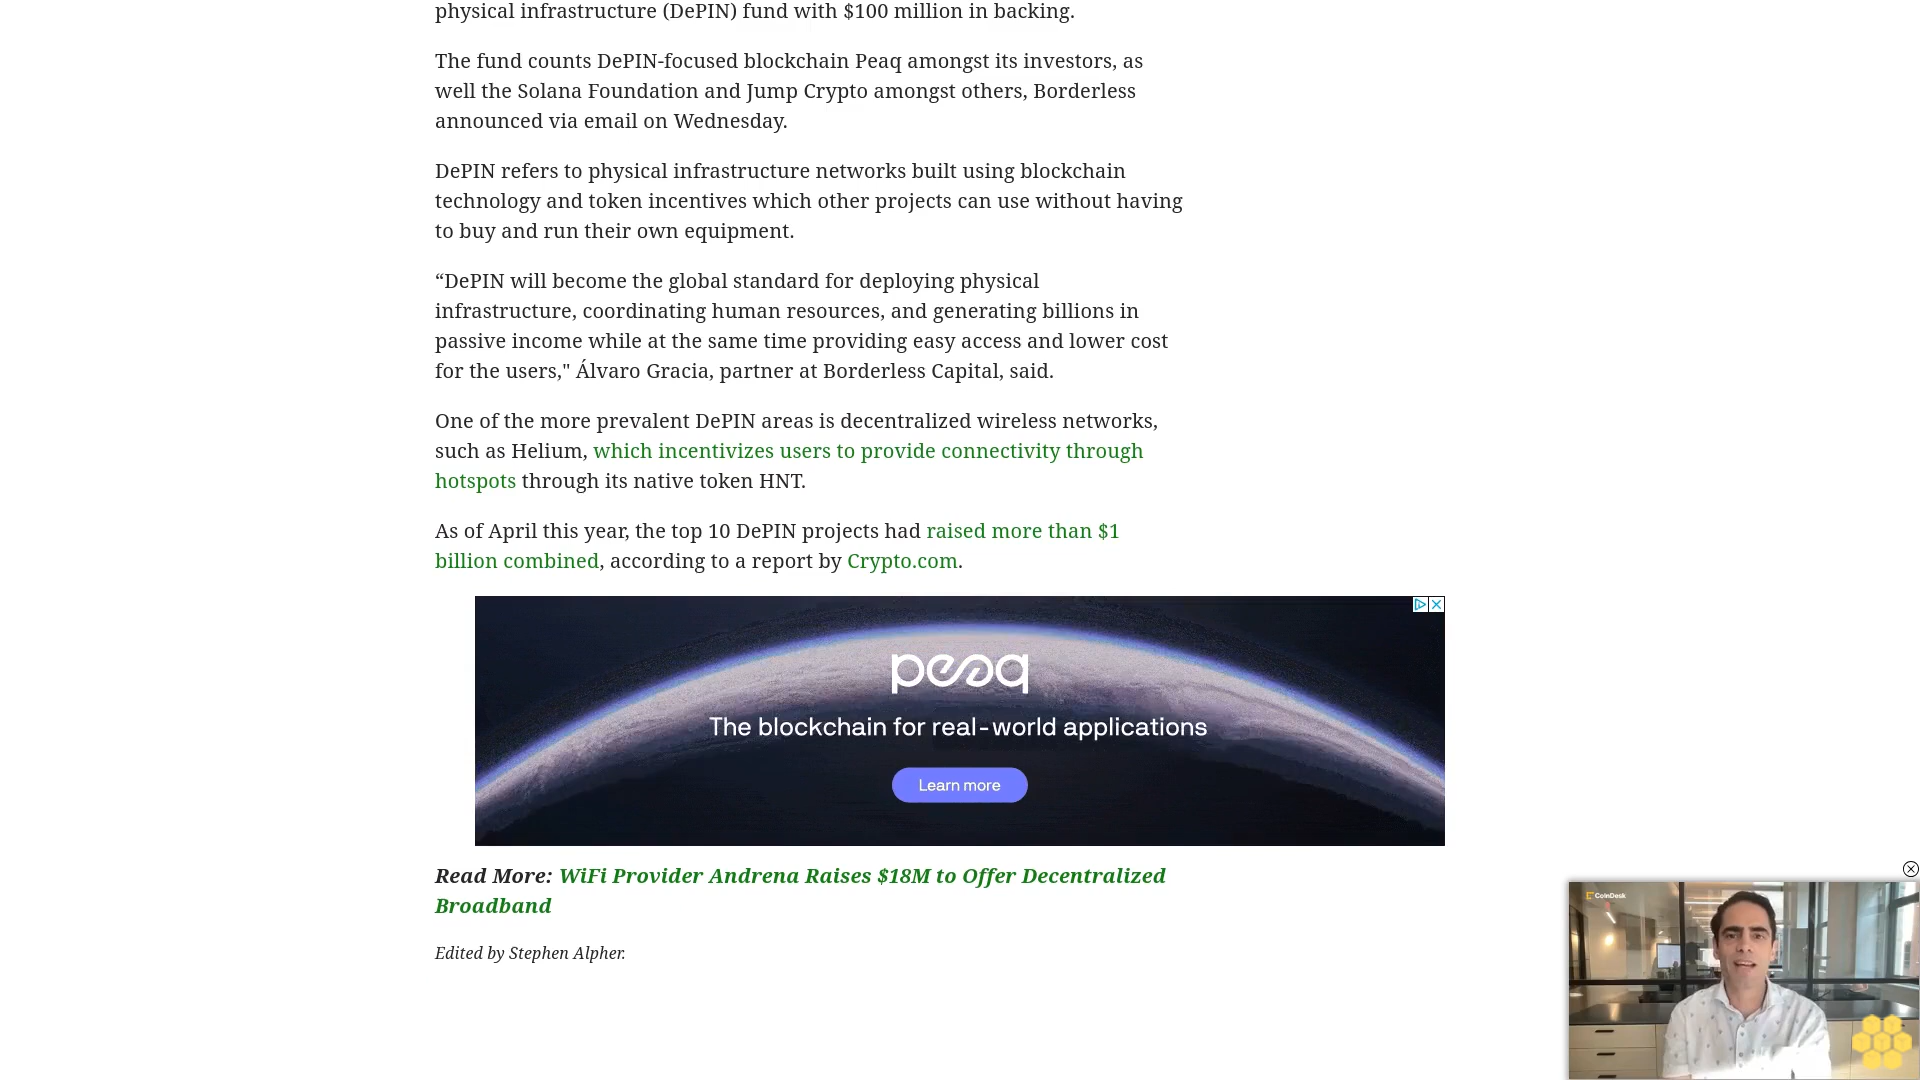 physical infrastructure (DePIN) fund with $100 million in backing.
The fund counts DePIN-focused blockchain Peaq amongst its investors, as
well the Solana Foundation and Jump Crypto amongst others, Borderless
announced via email on Wednesday.
DePIN refers to physical infrastructure networks built using blockchain
technology and token incentives which other projects can use without having
to buy and run their own equipment.
“DePIN will become the global standard for deploying physical
infrastructure, coordinating human resources, and generating billions in
passive income while at the same time providing easy access and lower cost
for the users," Álvaro Gracia, partner at Borderless Capital, said.
One of the more prevalent DePIN areas is decentralized wireless networks,
such as Helium, which incentivizes users to provide connectivity through
hotspots through its native token HNT.
As of April this year, the top 10 DePIN projects had raised more than $1
billion combined, according to a report by Crypto.com.
peaq
The blockchain for real-world applications
Learn more
Read More: WiFi Provider Andrena Raises $18M to Offer Decentralized
Broadband
Edited by Stephen Alpher.
CoinDesk